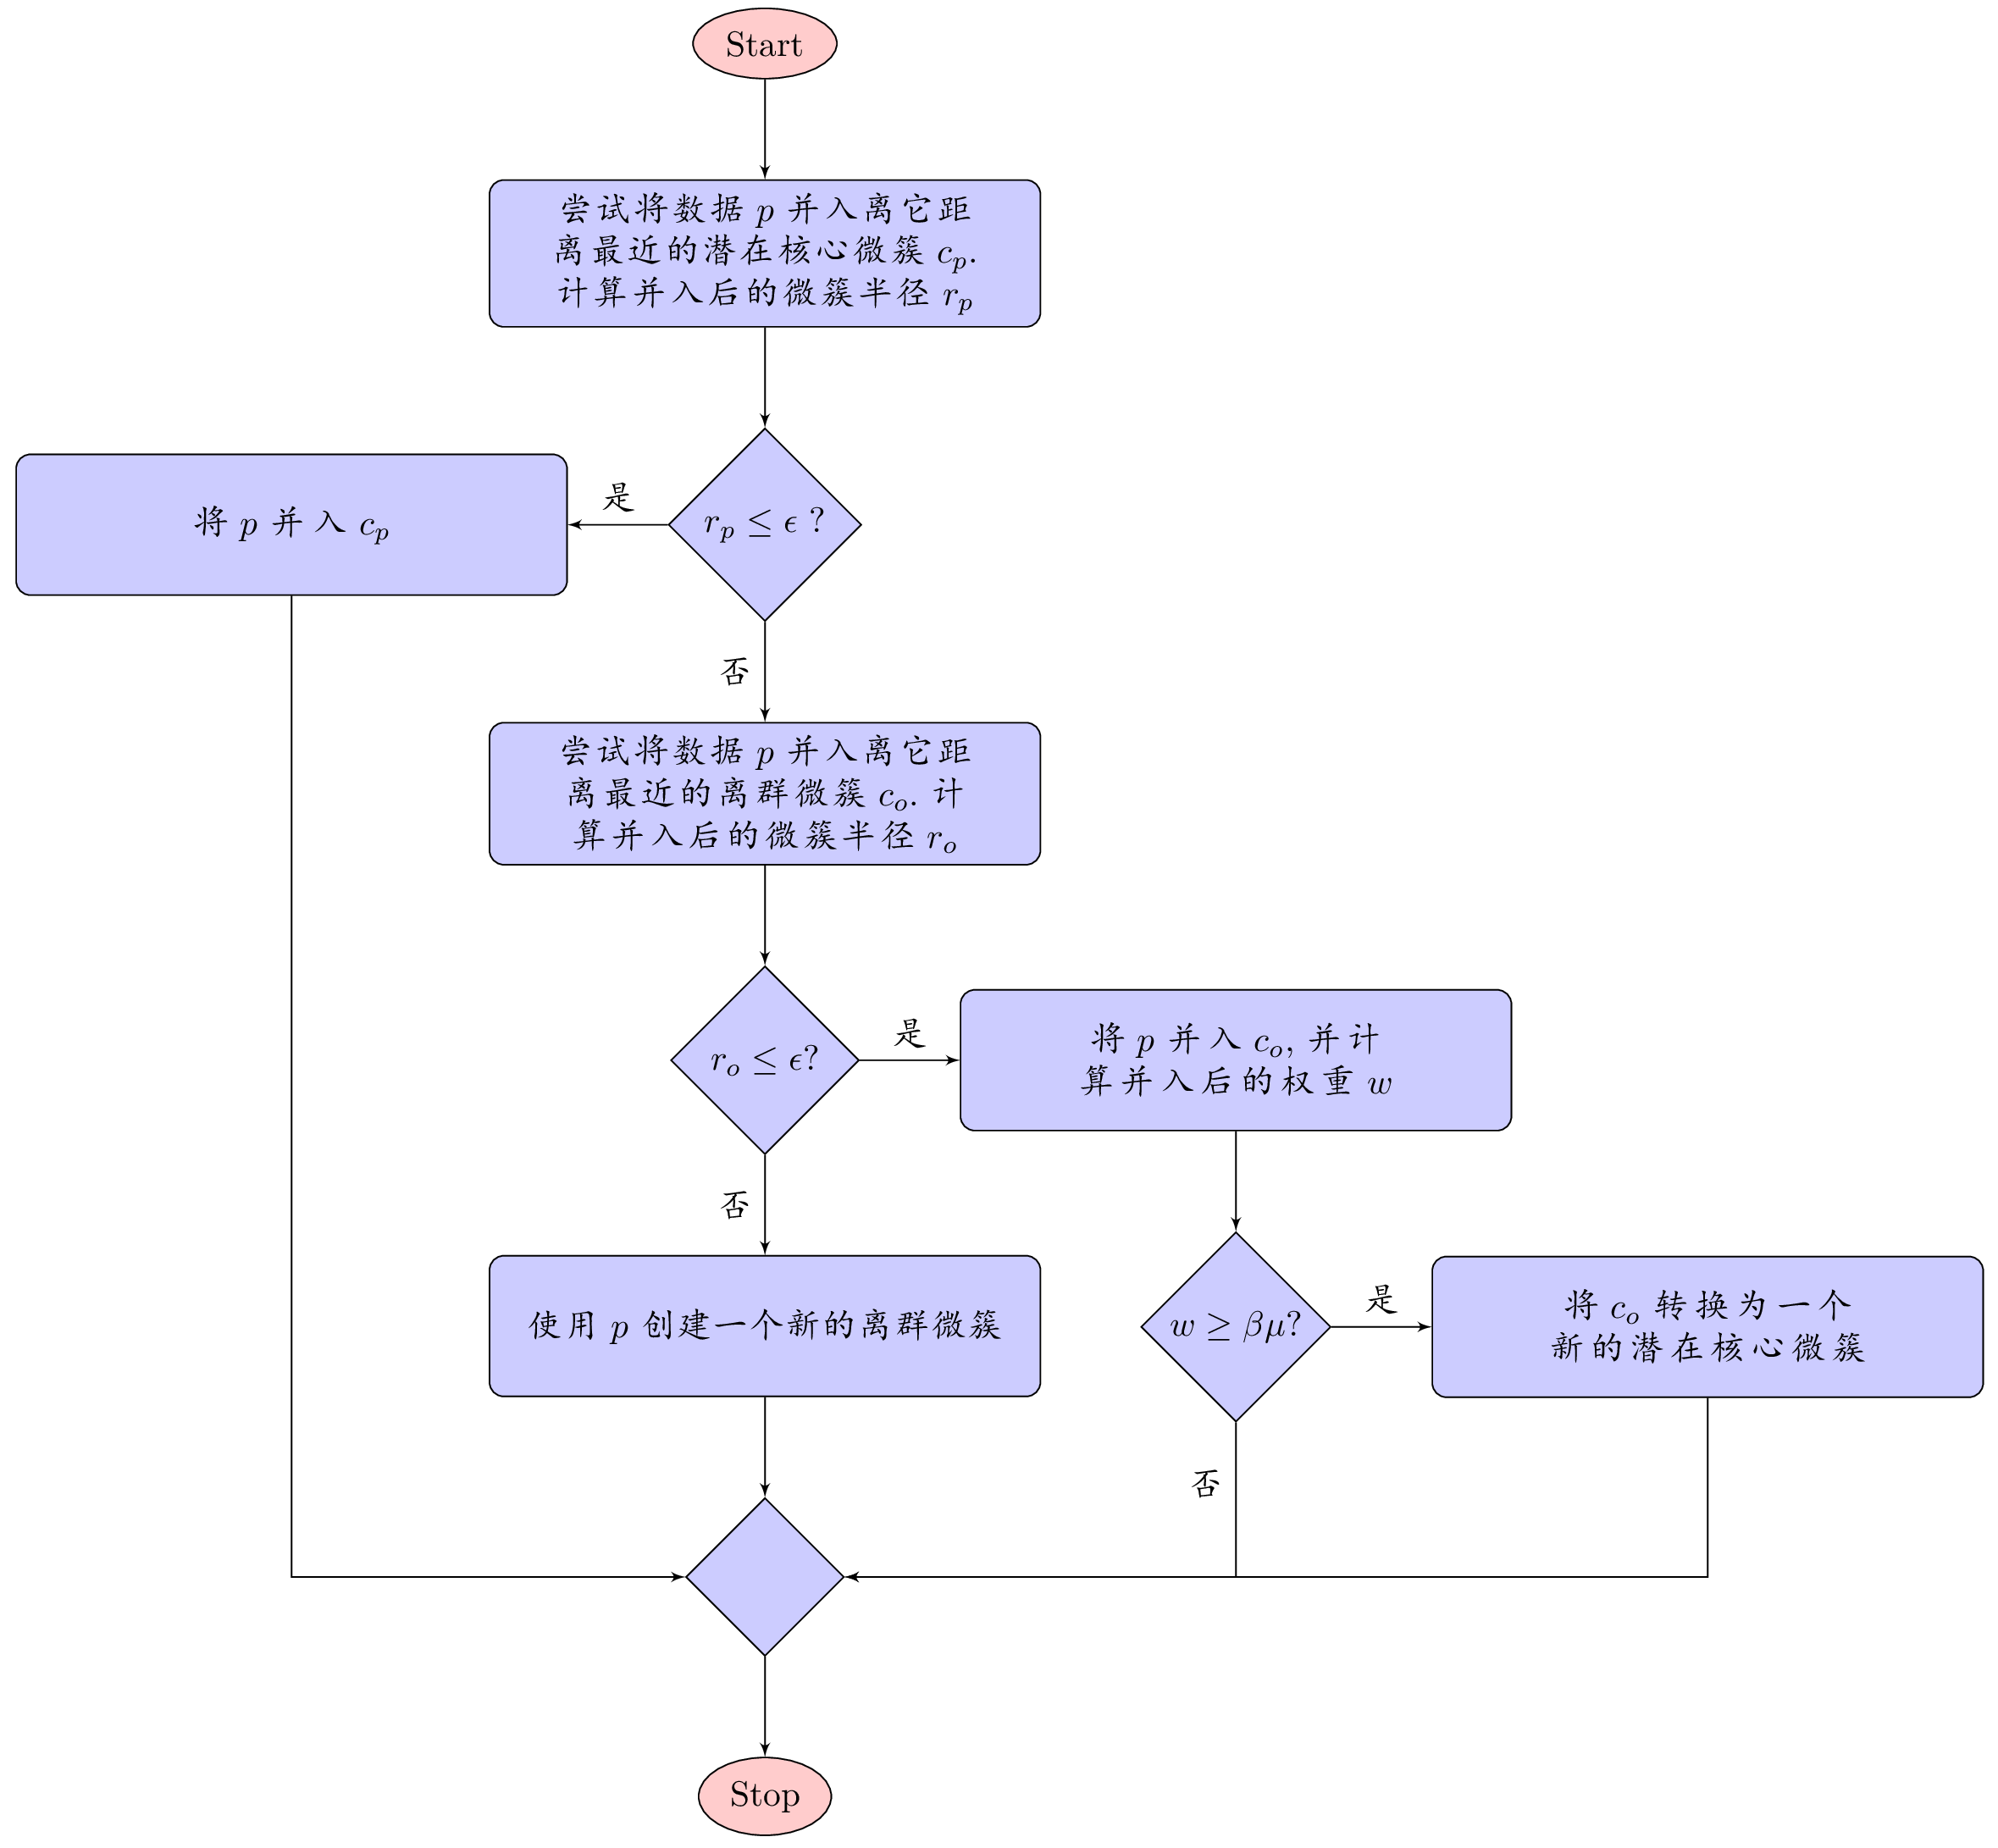 Start
尝试将数据 p 并入离它距
离最近的潜在核心微簇 cₚ.
计算并入后的微簇半径 rₚ
是
将 p 并入 cₚ
rₚ ≤ ϵ ?
否
尝试将数据 p 并入离它距
离最近的离群微簇 cₒ. 计
算并入后的微簇半径 rₒ
rₒ ≤ ϵ?
是
将 p 并入 cₒ, 并计
算并入后的权重 w
否
使用 p 创建一个新的离群微簇
w ≥ βμ?
是
将 cₒ 转换为一个
新的潜在核心微簇
否
Stop